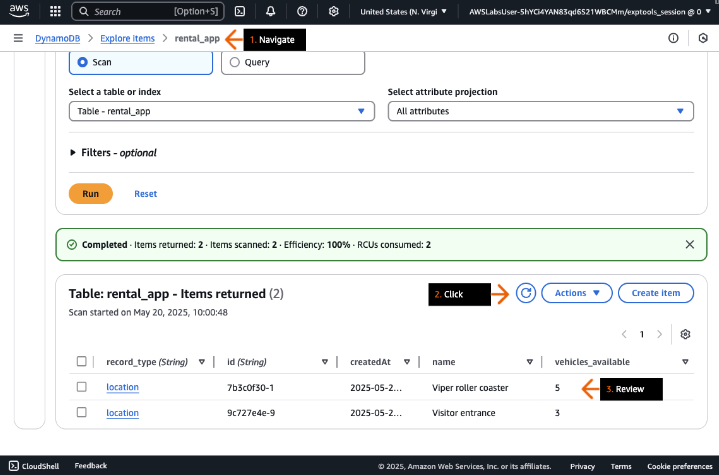 aws
Search [Option+S]
United States (N. Virgi
AWSLabsUser-5hYCi4YAN83qd6S21WBCMm/exptools_session @ 0
DynamoDB > Explore items > rental_app
1. Navigate
Scan
Query
Select a table or index
Table - rental_app
Select attribute projection
All attributes
Filters - optional
Run
Reset
Completed · Items returned: 2 · Items scanned: 2 · Efficiency: 100% · RCUs consumed: 2
Table: rental_app - Items returned (2)
Scan started on May 20, 2025, 10:00:48
2. Click
Actions
Create item
1
record_type (String)
id (String)
createdAt
name
vehicles_available
location 7b3c0f30-1 2025-05-2... Viper roller coaster 5
3. Review
location 9c727e4e-9 2025-05-2... Visitor entrance 3
CloudShell
Feedback
© 2025, Amazon Web Services, Inc. or its affiliates.
Privacy
Terms
Cookie preferences